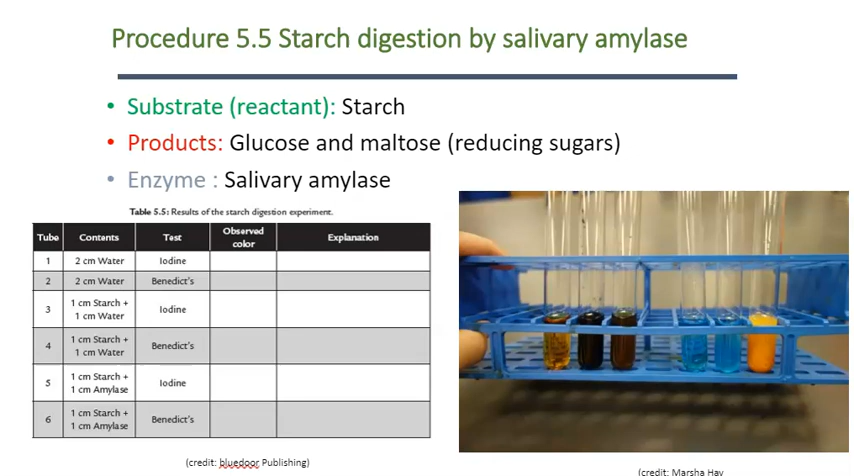 Procedure 5.5 Starch digestion by salivary amylase
• Substrate (reactant): Starch
• Products: Glucose and maltose (reducing sugars)
• Enzyme : Salivary amylase
Table 5.5: Results of the starch digestion experiment.
Tube Contents Test Observed color Explanation
1 2 cm Water Iodine
2 2 cm Water Benedict's
3 1 cm Starch + 1 cm Water Iodine
4 1 cm Starch + 1 cm Water Benedict's
5 1 cm Starch + 1 cm Amylase Iodine
6 1 cm Starch + 1 cm Amylase Benedict's
(credit: bluedoor Publishing)
(credit: Marsha Hay